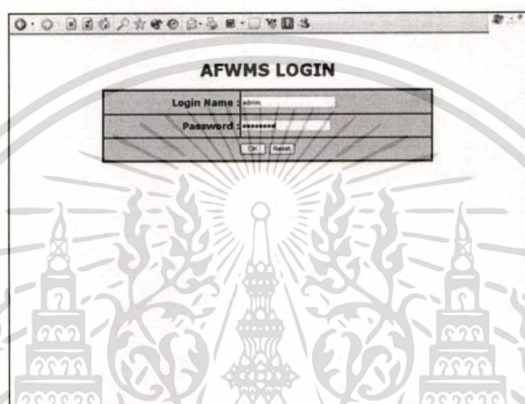 AFWMS LOGIN
Login Name : admin
Password : ********
OK Reset